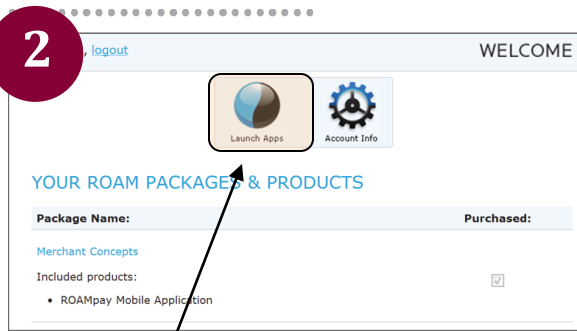 2
, logout
WELCOME
Launch Apps
Account Info
YOUR ROAM PACKAGES & PRODUCTS
Package Name:
Purchased:
Merchant Concepts
Included products:
• ROAMpay Mobile Application